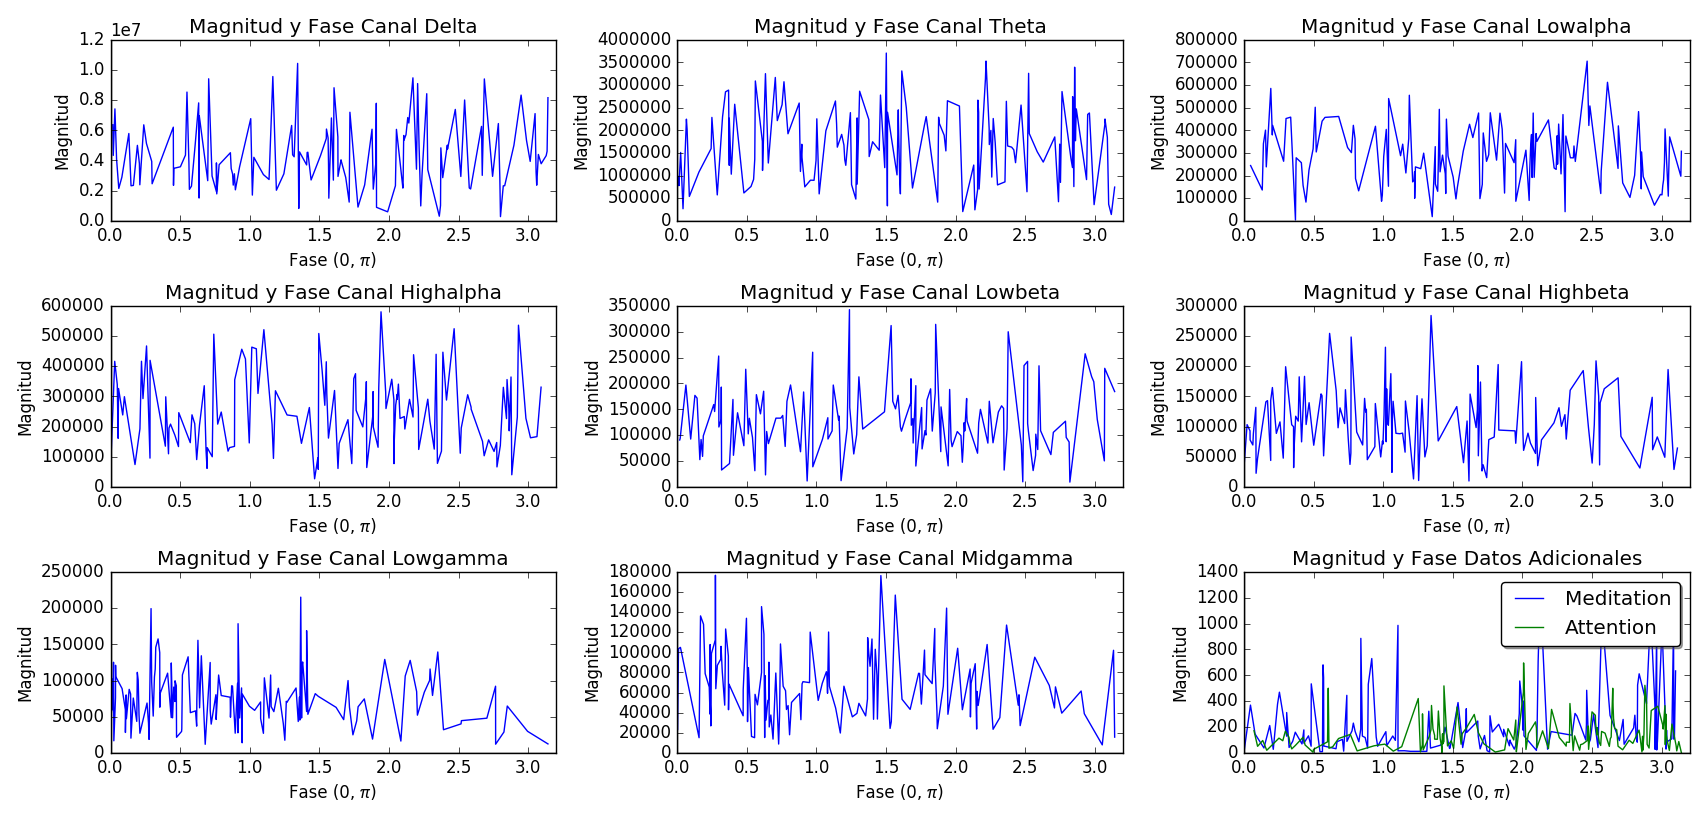 Magnitud y Fase Canal Delta
1e7
Magnitud
1.2
1.0
0.8
0.6
0.4
0.2
0.0
0.0 0.5 1.0 1.5 2.0 2.5 3.0
Fase (0, π)
Magnitud y Fase Canal Theta
Magnitud
4000000
3500000
3000000
2500000
2000000
1500000
1000000
500000
0
0.0 0.5 1.0 1.5 2.0 2.5 3.0
Fase (0, π)
Magnitud y Fase Canal Lowalpha
Magnitud
800000
700000
600000
500000
400000
300000
200000
100000
0
0.0 0.5 1.0 1.5 2.0 2.5 3.0
Fase (0, π)
Magnitud y Fase Canal Highalpha
Magnitud
600000
500000
400000
300000
200000
100000
0
0.0 0.5 1.0 1.5 2.0 2.5 3.0
Fase (0, π)
Magnitud y Fase Canal Lowbeta
Magnitud
350000
300000
250000
200000
150000
100000
50000
0
0.0 0.5 1.0 1.5 2.0 2.5 3.0
Fase (0, π)
Magnitud y Fase Canal Highbeta
Magnitud
300000
250000
200000
150000
100000
50000
0
0.0 0.5 1.0 1.5 2.0 2.5 3.0
Fase (0, π)
Magnitud y Fase Canal Lowgamma
Magnitud
250000
200000
150000
100000
50000
0
0.0 0.5 1.0 1.5 2.0 2.5 3.0
Fase (0, π)
Magnitud y Fase Canal Midgamma
Magnitud
180000
160000
140000
120000
100000
80000
60000
40000
20000
0
0.0 0.5 1.0 1.5 2.0 2.5 3.0
Fase (0, π)
Magnitud y Fase Datos Adicionales
Magnitud
1400
1200
1000
800
600
400
200
0
Meditation
Attention
0.0 0.5 1.0 1.5 2.0 2.5 3.0
Fase (0, π)